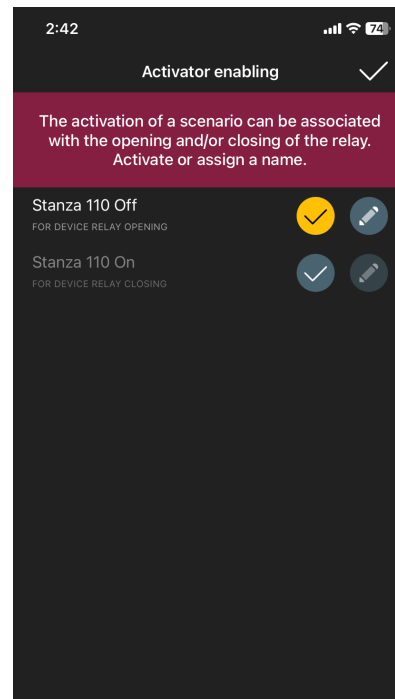 2:42
74
Activator enabling
The activation of a scenario can be associated
with the opening and/or closing of the relay.
Activate or assign a name.
Stanza 110 Off
FOR DEVICE RELAY OPENING
Stanza 110 On
FOR DEVICE RELAY CLOSING